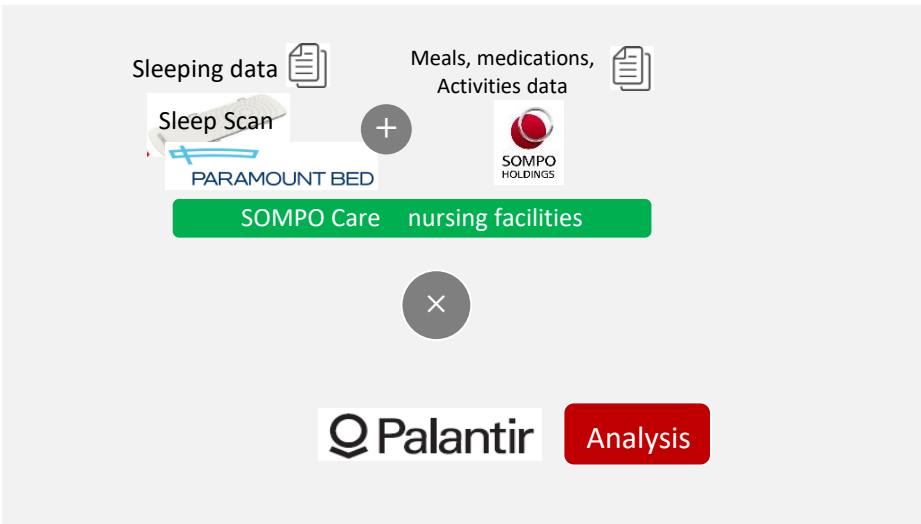 Sleeping data
Meals, medications,
Activities data
Sleep Scan
+
PARAMOUNT BED
SOMPO
HOLDINGS
SOMPO Care nursing facilities
×
Palantir
Analysis